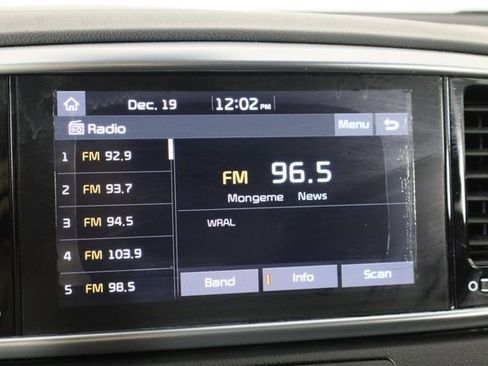 Dec. 19 12:02 PM
Radio Menu
1 FM 92.9
2 FM 93.7
3 FM 94.5
4 FM 103.9
5 FM 98.5
FM 96.5
Mongeme News
WRAL
Band Info Scan